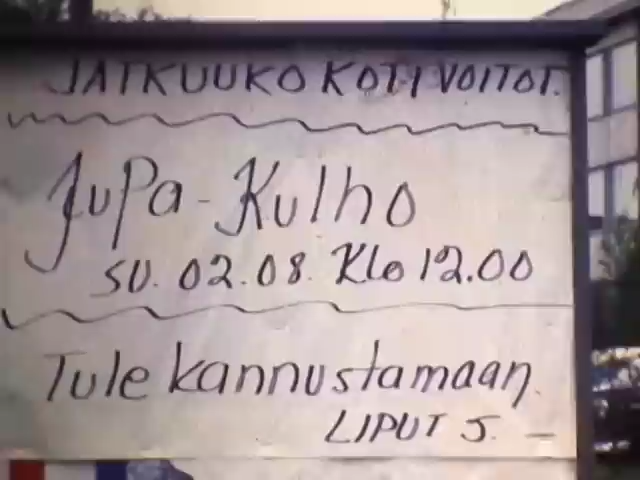 JATKUUKO KOTIVOITOT.
JuPa - Kulho
SU. 02.08. Klo 12.00
Tule kannustamaan.
LIPUT 5. –